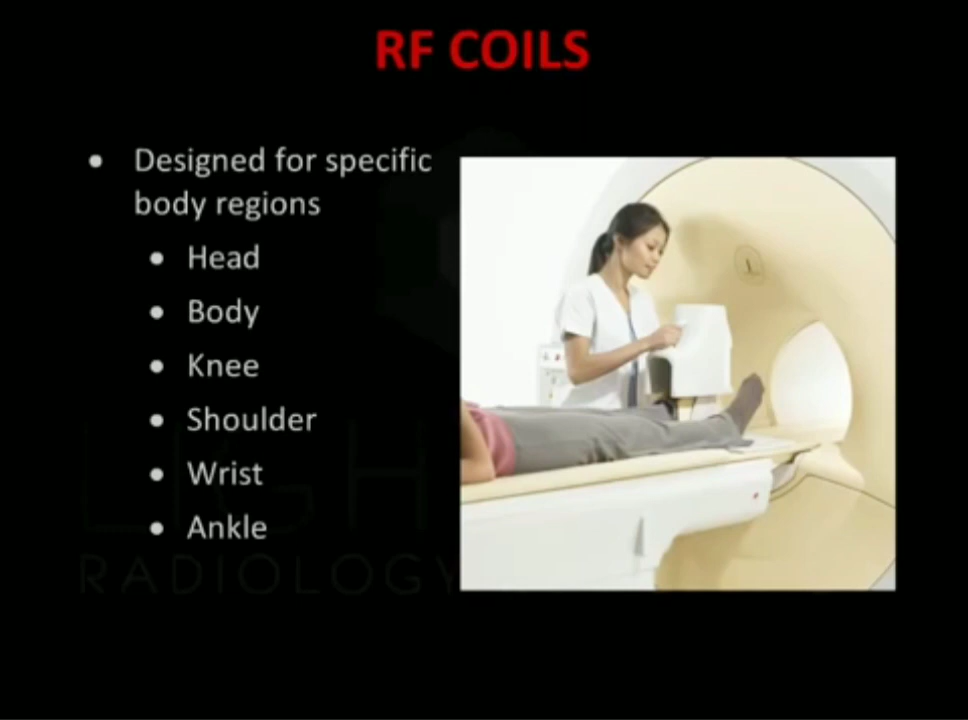 RF COILS
• Designed for specific
body regions
• Head
• Body
• Knee
• Shoulder
• Wrist
• Ankle
RADIOLOGY